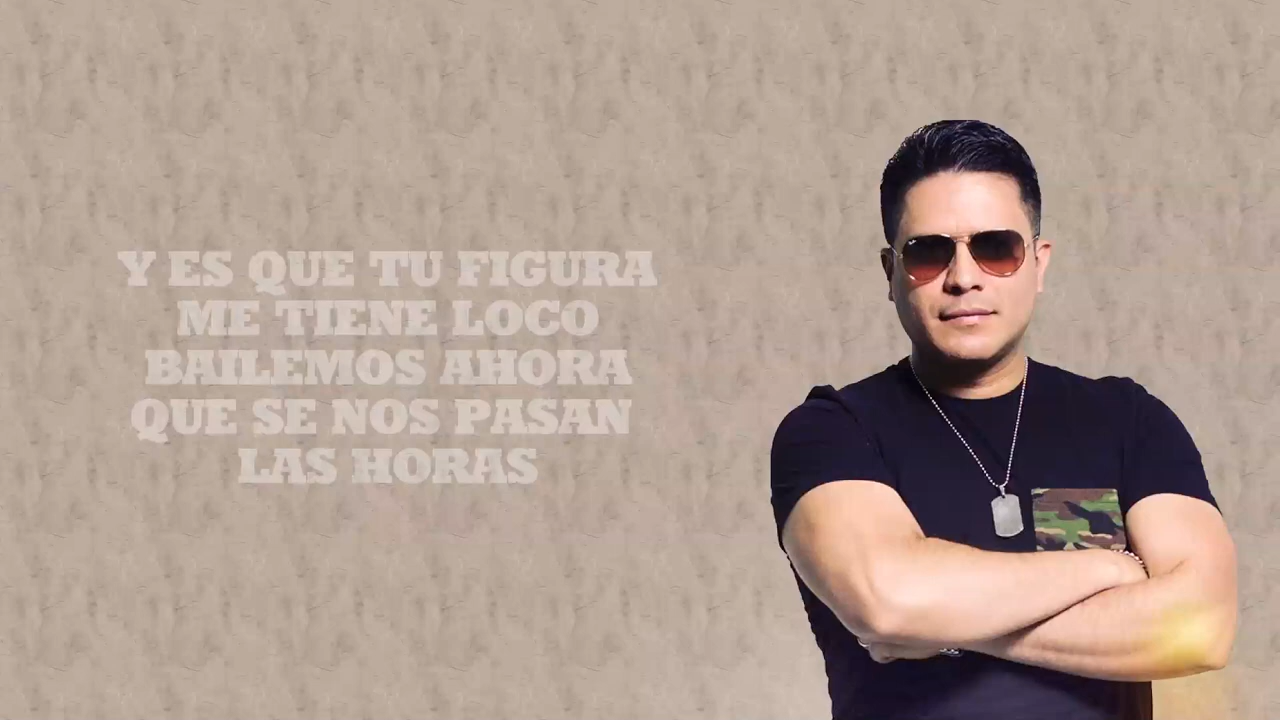 Y ES QUE TU FIGURA
ME TIENE LOCO
BAILEMOS AHORA
QUE SE NOS PASAN
LAS HORAS